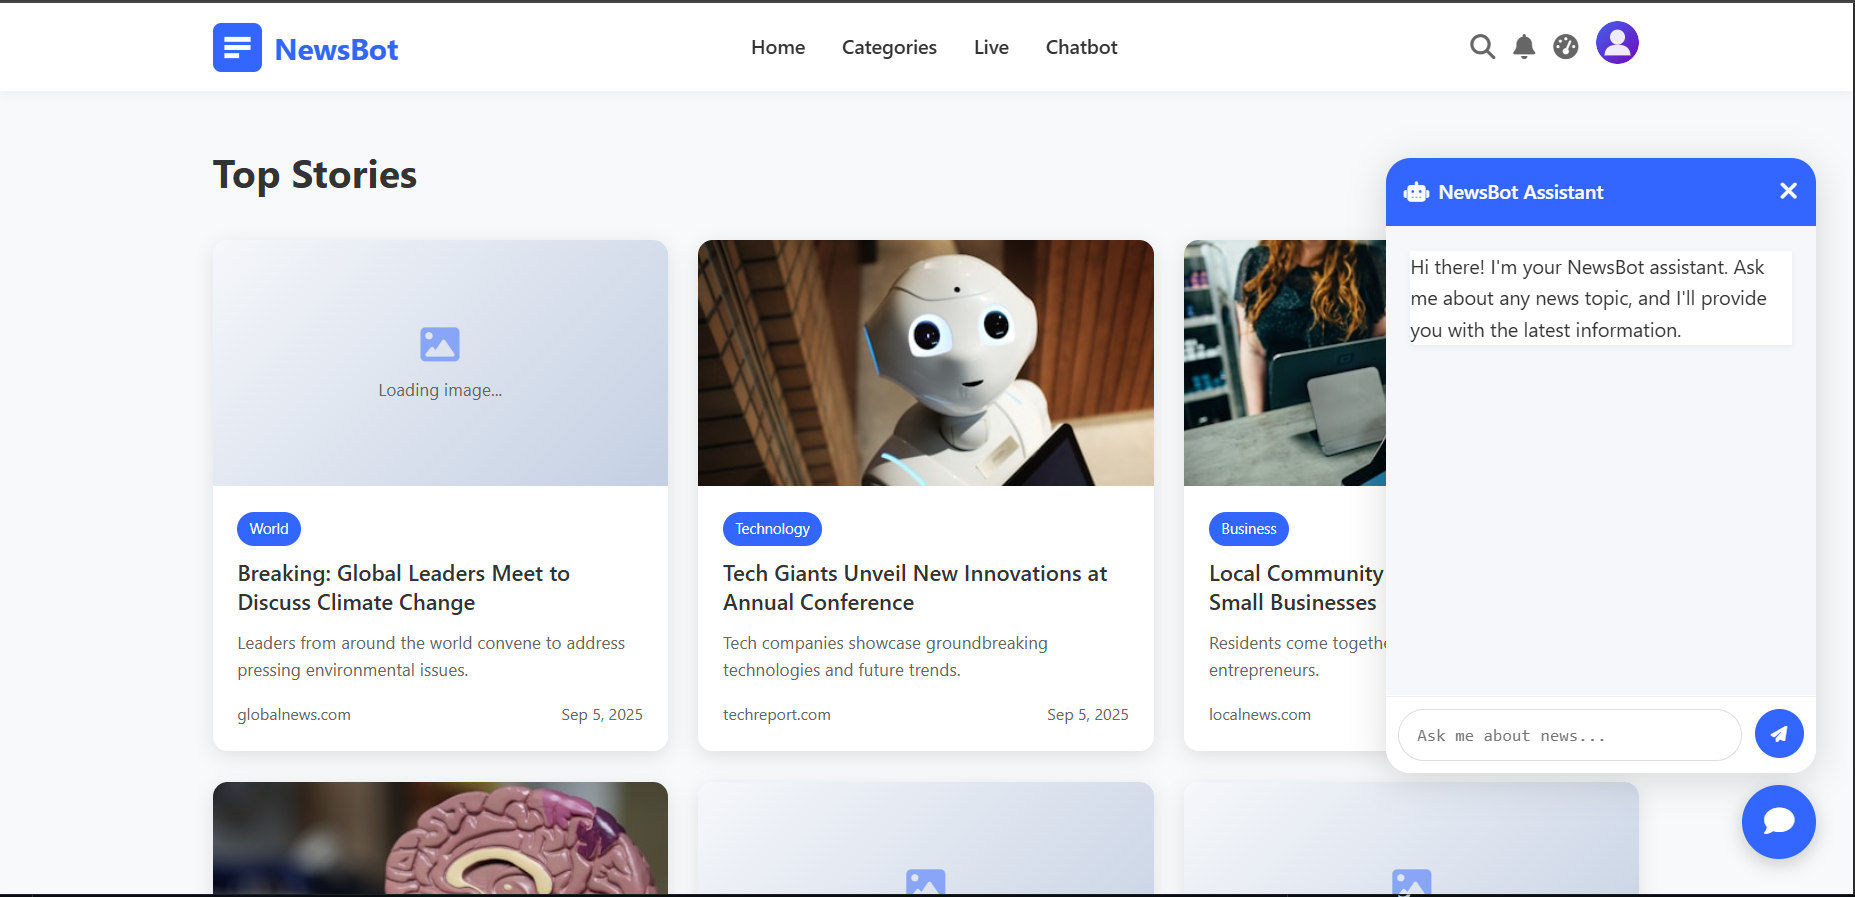 NewsBot
Home
Categories
Live
Chatbot
Top Stories
Loading image...
World
Breaking: Global Leaders Meet to
Discuss Climate Change
Leaders from around the world convene to address
pressing environmental issues.
globalnews.com
Sep 5, 2025
Technology
Tech Giants Unveil New Innovations at
Annual Conference
Tech companies showcase groundbreaking
technologies and future trends.
techreport.com
Sep 5, 2025
Business
Local Community
Small Businesses
Residents come togethe
entrepreneurs.
localnews.com
NewsBot Assistant
Hi there! I'm your NewsBot assistant. Ask
me about any news topic, and I'll provide
you with the latest information.
Ask me about news...